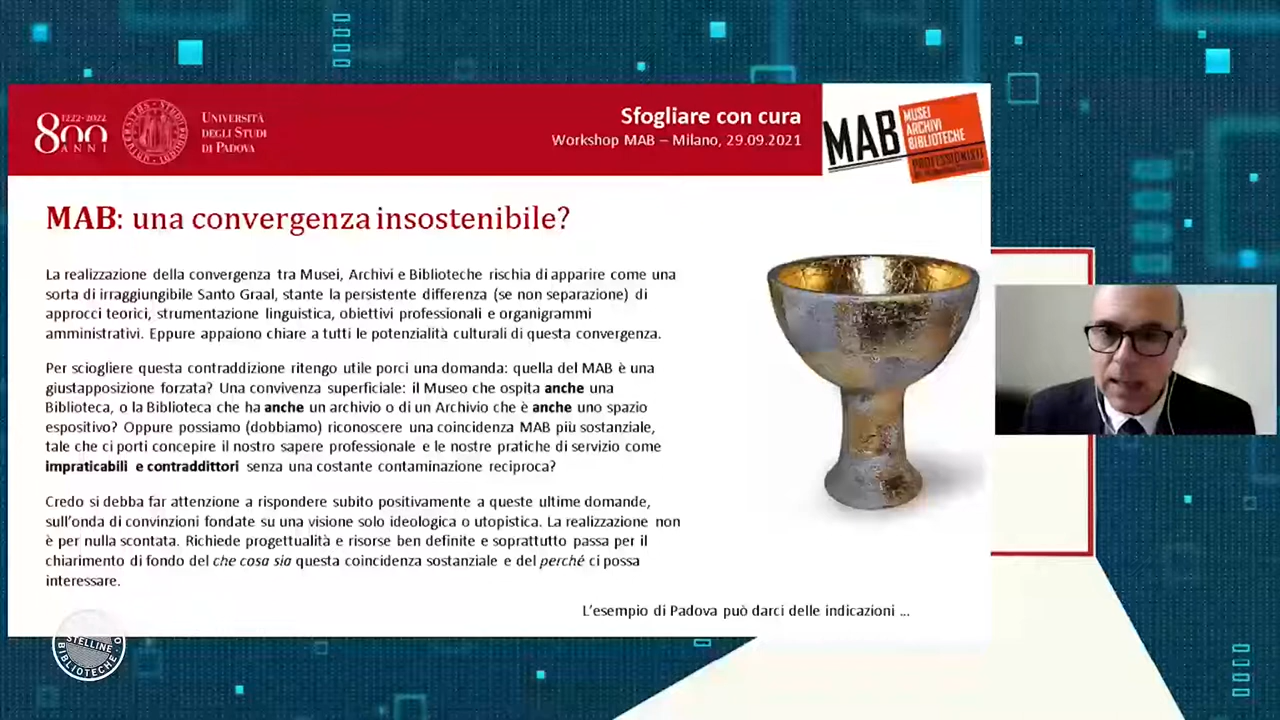 1222·2022
800
ANNI
UNIVERSITÀ
DEGLI STUDI
DI PADOVA
Sfogliare con cura
Workshop MAB – Milano, 29.09.2021
MAB
MUSEI
ARCHIVI
BIBLIOTECHE
PROFESSIONISTI
MAB: una convergenza insostenibile?
La realizzazione della convergenza tra Musei, Archivi e Biblioteche rischia di apparire come una
sorta di irraggiungibile Santo Graal, stante la persistente differenza (se non separazione) di
approcci teorici, strumentazione linguistica, obiettivi professionali e organigrammi
amministrativi. Eppure appaiono chiare a tutti le potenzialità culturali di questa convergenza.
Per sciogliere questa contraddizione ritengo utile porci una domanda: quella del MAB è una
giustapposizione forzata? Una convivenza superficiale: il Museo che ospita anche una
Biblioteca, o la Biblioteca che ha anche un archivio o di un Archivio che è anche uno spazio
espositivo? Oppure possiamo (dobbiamo) riconoscere una coincidenza MAB più sostanziale,
tale che ci porti concepire il nostro sapere professionale e le nostre pratiche di servizio come
impraticabili e contraddittori senza una costante contaminazione reciproca?
Credo si debba far attenzione a rispondere subito positivamente a queste ultime domande,
sull'onda di convinzioni fondate su una visione solo ideologica o utopistica. La realizzazione non
è per nulla scontata. Richiede progettualità e risorse ben definite e soprattutto passa per il
chiarimento di fondo del che cosa sia questa coincidenza sostanziale e del perché ci possa
interessare.
L'esempio di Padova può darci delle indicazioni ...
STELLINE
BIBLIOTECHE